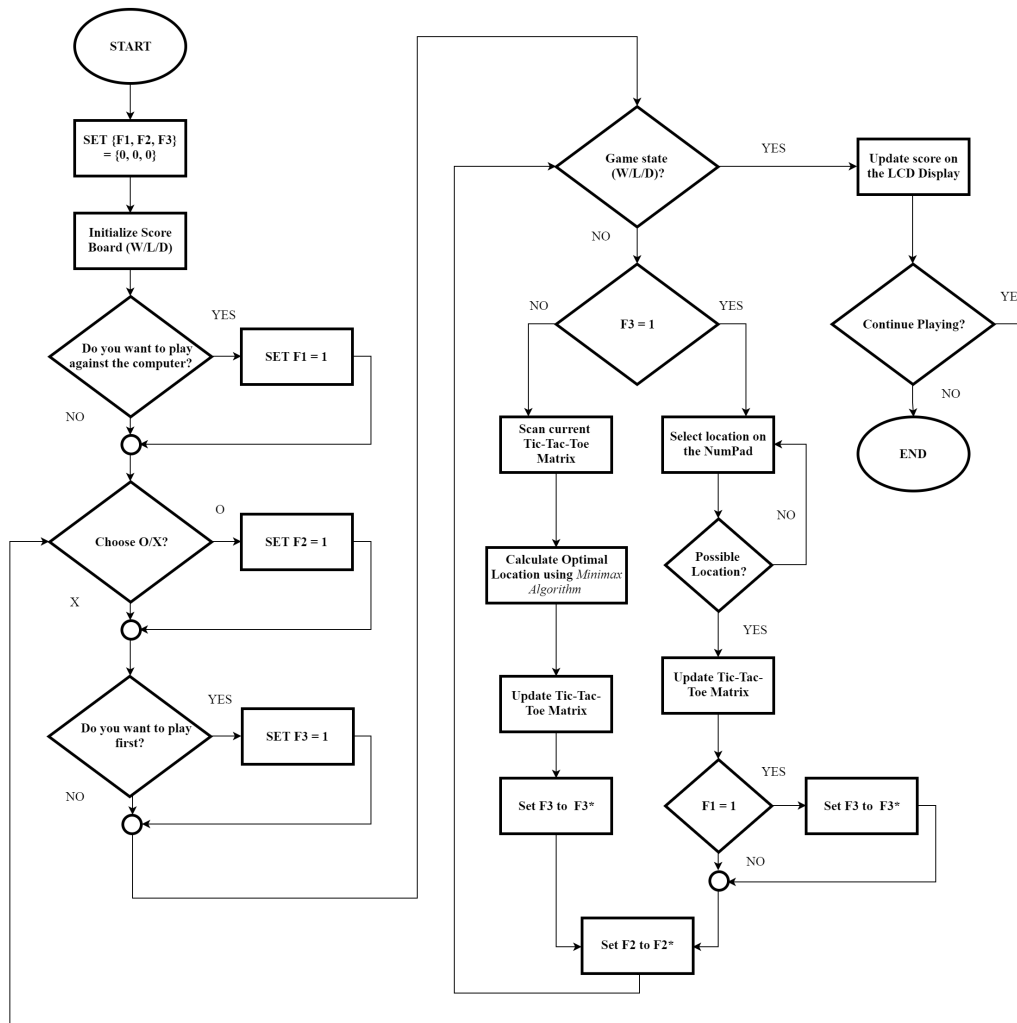 START
SET {F1, F2, F3}
= {0, 0, 0}
Initialize Score
Board (W/L/D)
YES
Do you want to play
against the computer?
SET F1 = 1
NO
O
Choose O/X?
SET F2 = 1
X
YES
Do you want to play
first?
SET F3 = 1
NO
Game state
(W/L/D)?
YES
Update score on
the LCD Display
NO
NO
F3 = 1
YES
Continue Playing?
YE
NO
END
Scan current
Tic-Tac-Toe
Matrix
Select location on
the NumPad
NO
Calculate Optimal
Location using Minimax
Algorithm
Possible
Location?
YES
Update Tic-Tac-
Toe Matrix
Update Tic-Tac-
Toe Matrix
YES
Set F3 to F3*
F1 = 1
Set F3 to F3*
NO
Set F2 to F2*